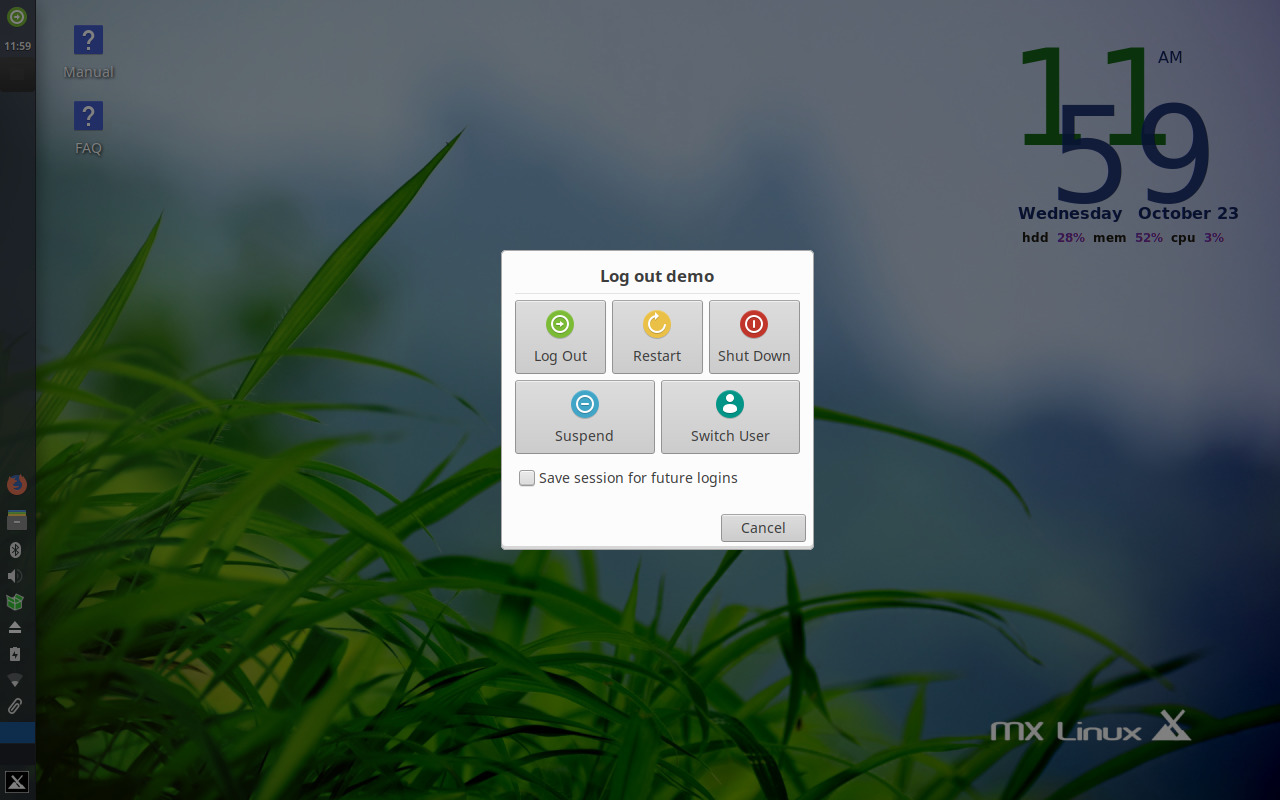 11:59
Manual
FAQ
11 AM
59
Wednesday October 23
hdd 28% mem 52% cpu 3%
Log out demo
Log Out Restart Shut Down
Suspend Switch User
Save session for future logins
Cancel
mx Linux